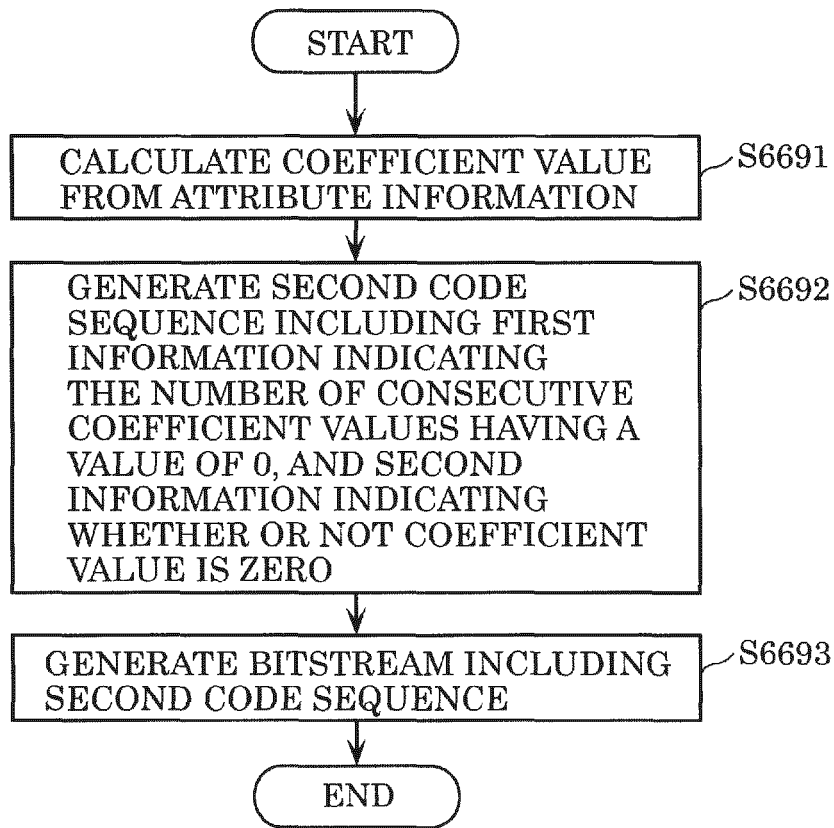 START
CALCULATE COEFFICIENT VALUE
FROM ATTRIBUTE INFORMATION
S6691
GENERATE SECOND CODE
SEQUENCE INCLUDING FIRST
INFORMATION INDICATING
THE NUMBER OF CONSECUTIVE
COEFFICIENT VALUES HAVING A
VALUE OF 0, AND SECOND
INFORMATION INDICATING
WHETHER OR NOT COEFFICIENT
VALUE IS ZERO
S6692
GENERATE BITSTREAM INCLUDING
SECOND CODE SEQUENCE
S6693
END